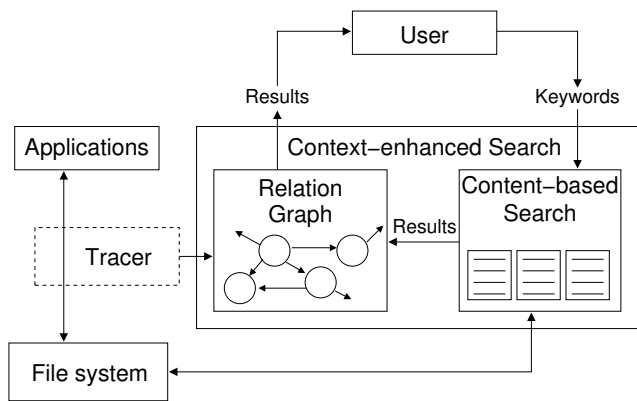 User
Results
Keywords
Applications
Context−enhanced Search
Relation
Graph
Content−based
Search
Results
Tracer
File system